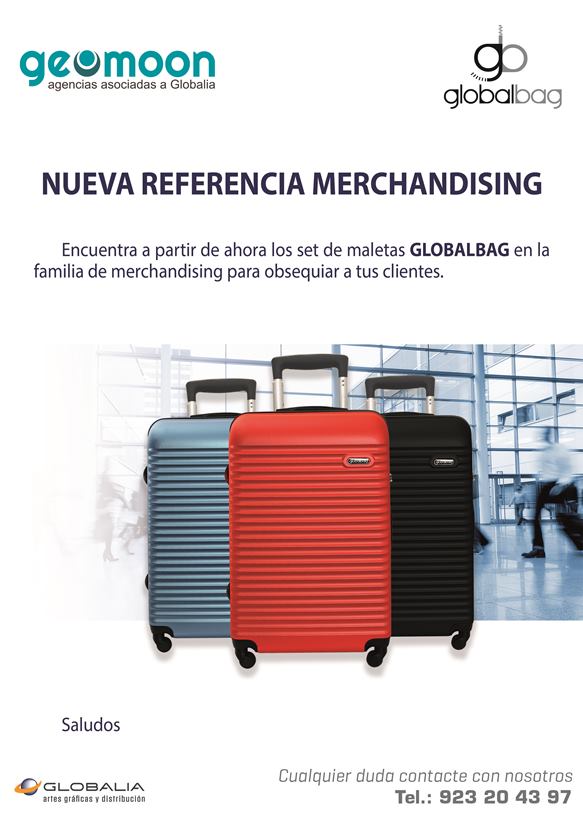 geomoon
agencias asociadas a Globalia
gb
globalbag
NUEVA REFERENCIA MERCHANDISING
Encuentra a partir de ahora los set de maletas GLOBALBAG en la
familia de merchandising para obsequiar a tus clientes.
Saludos
GLOBALIA
artes gráficas y distribución
Cualquier duda contacte con nosotros
Tel.: 923 20 43 97